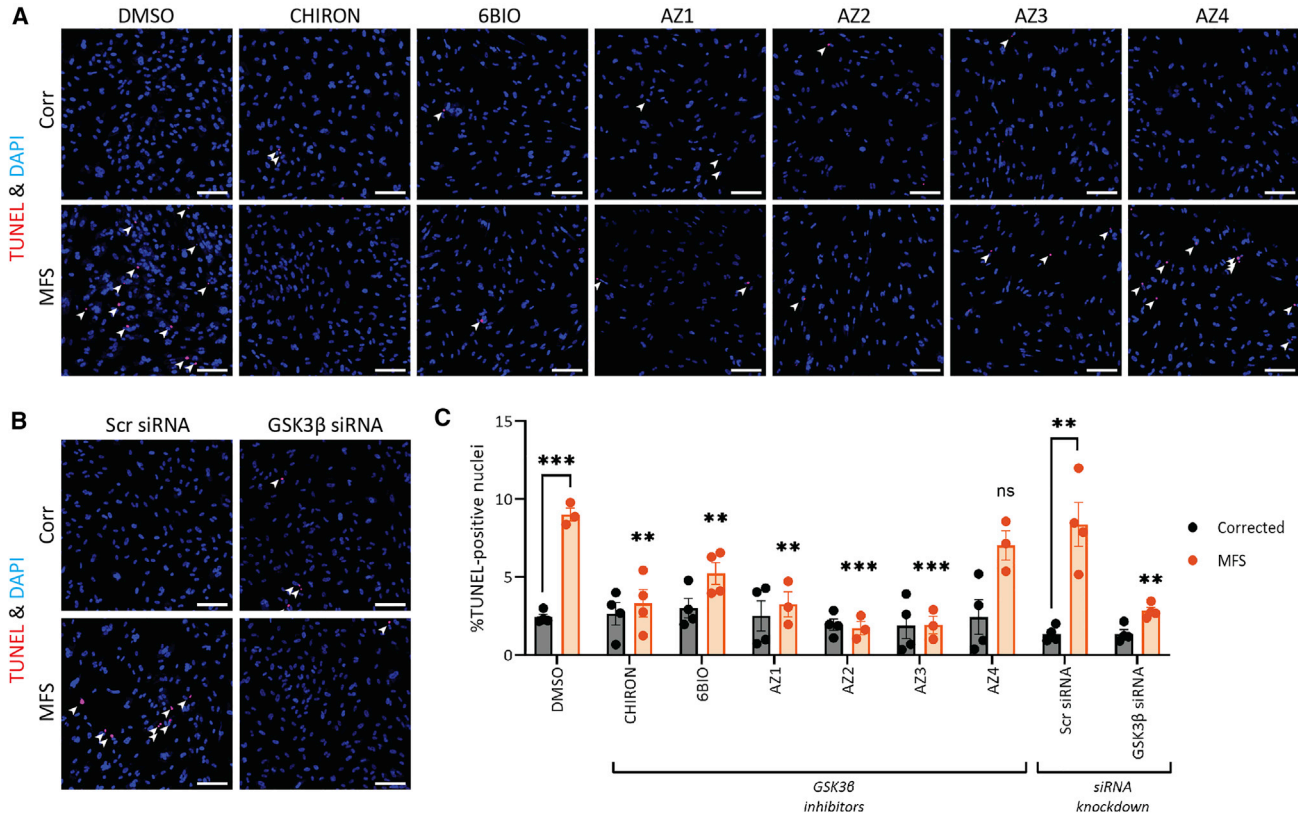 A
DMSO CHIRON 6BIO AZ1 AZ2 AZ3 AZ4
TUNEL & DAPI
Corr
MFS
B
Scr siRNA GSK3β siRNA
TUNEL & DAPI
Corr
MFS
C
%TUNEL-positive nuclei
15
10
5
0
*** ** ** ** *** *** ns ** **
DMSO CHIRON 6BIO AZ1 AZ2 AZ3 AZ4 Scr siRNA GSK3β siRNA
GSK3β
inhibitors
siRNA
knockdown
Corrected
MFS